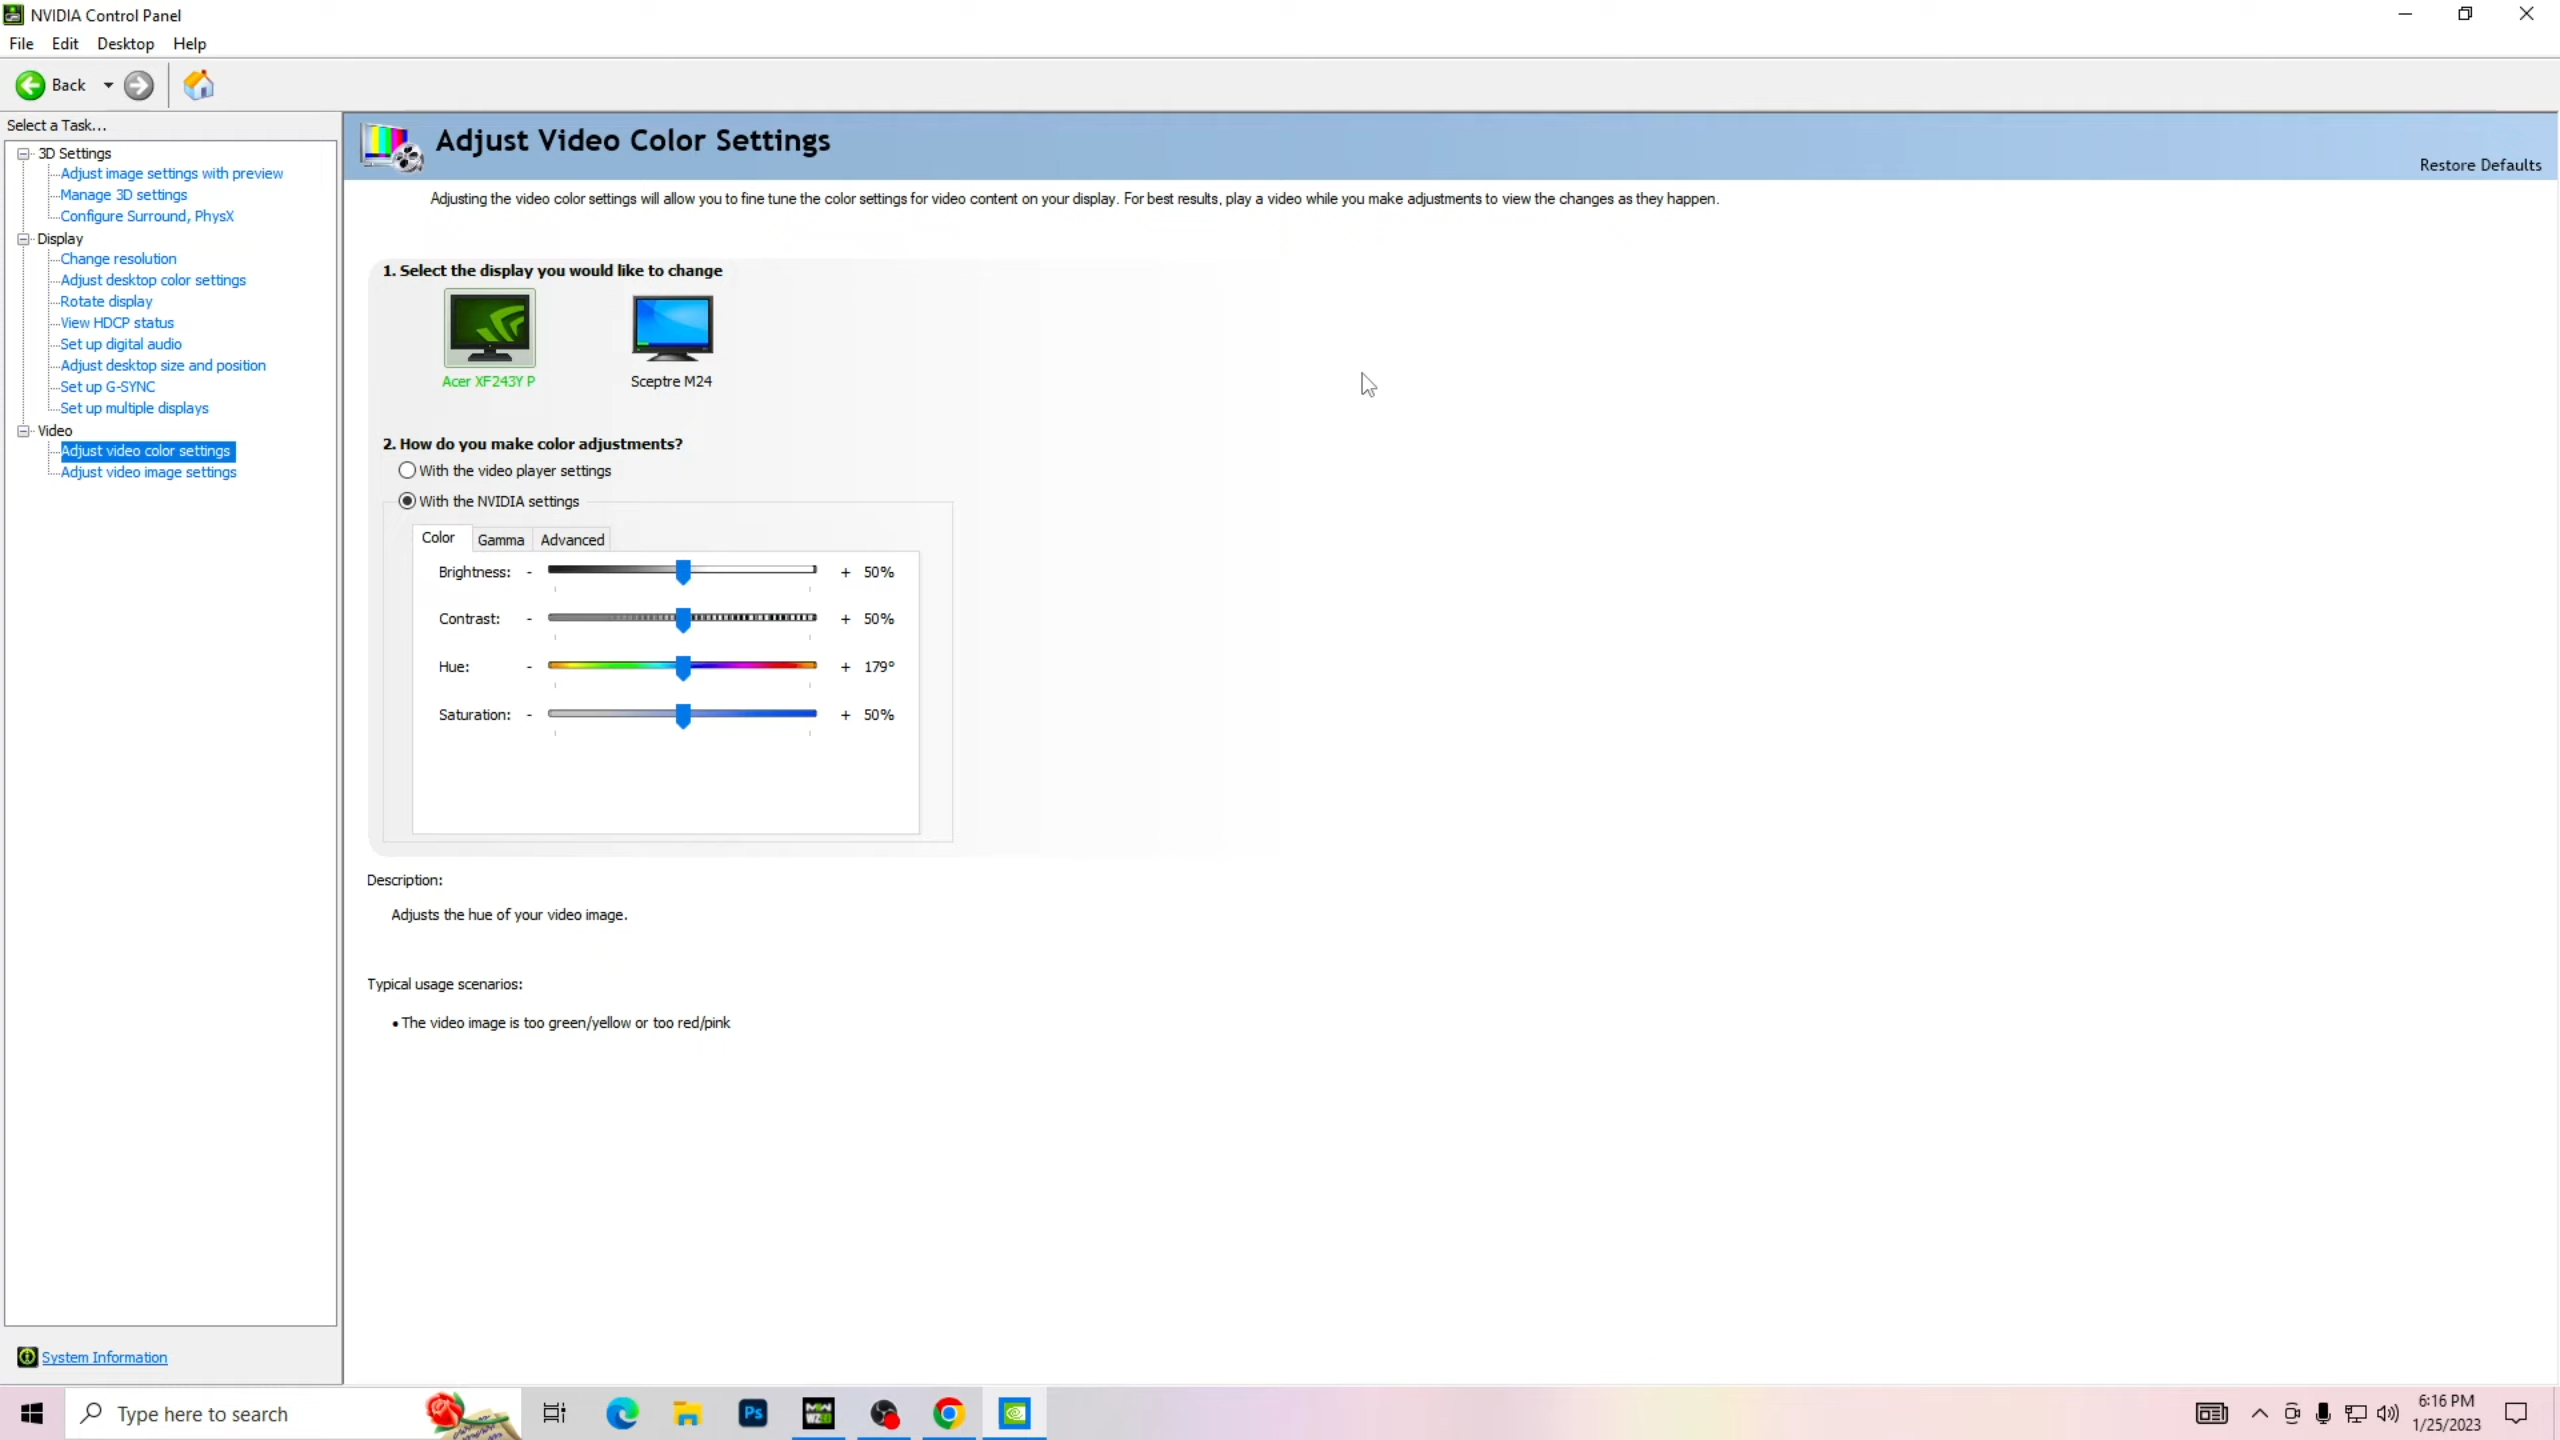 NVIDIA Control Panel
File Edit Desktop Help
Back
Select a Task...
3D Settings
Adjust image settings with preview
Manage 3D settings
Configure Surround, PhysX
Display
Change resolution
Adjust desktop color settings
Rotate display
View HDCP status
Set up digital audio
Adjust desktop size and position
Set up G-SYNC
Set up multiple displays
Video
Adjust video color settings
Adjust video image settings
System Information
Adjust Video Color Settings
Restore Defaults
Adjusting the video color settings will allow you to fine tune the color settings for video content on your display. For best results, play a video while you make adjustments to view the changes as they happen.
1. Select the display you would like to change
Acer XF243Y P Sceptre M24
2. How do you make color adjustments?
With the video player settings
With the NVIDIA settings
Color Gamma Advanced
Brightness: - + 50%
Contrast: - + 50%
Hue: - + 179°
Saturation: - + 50%
Description:
Adjusts the hue of your video image.
Typical usage scenarios:
• The video image is too green/yellow or too red/pink
Type here to search
Ps
6:16 PM
1/25/2023